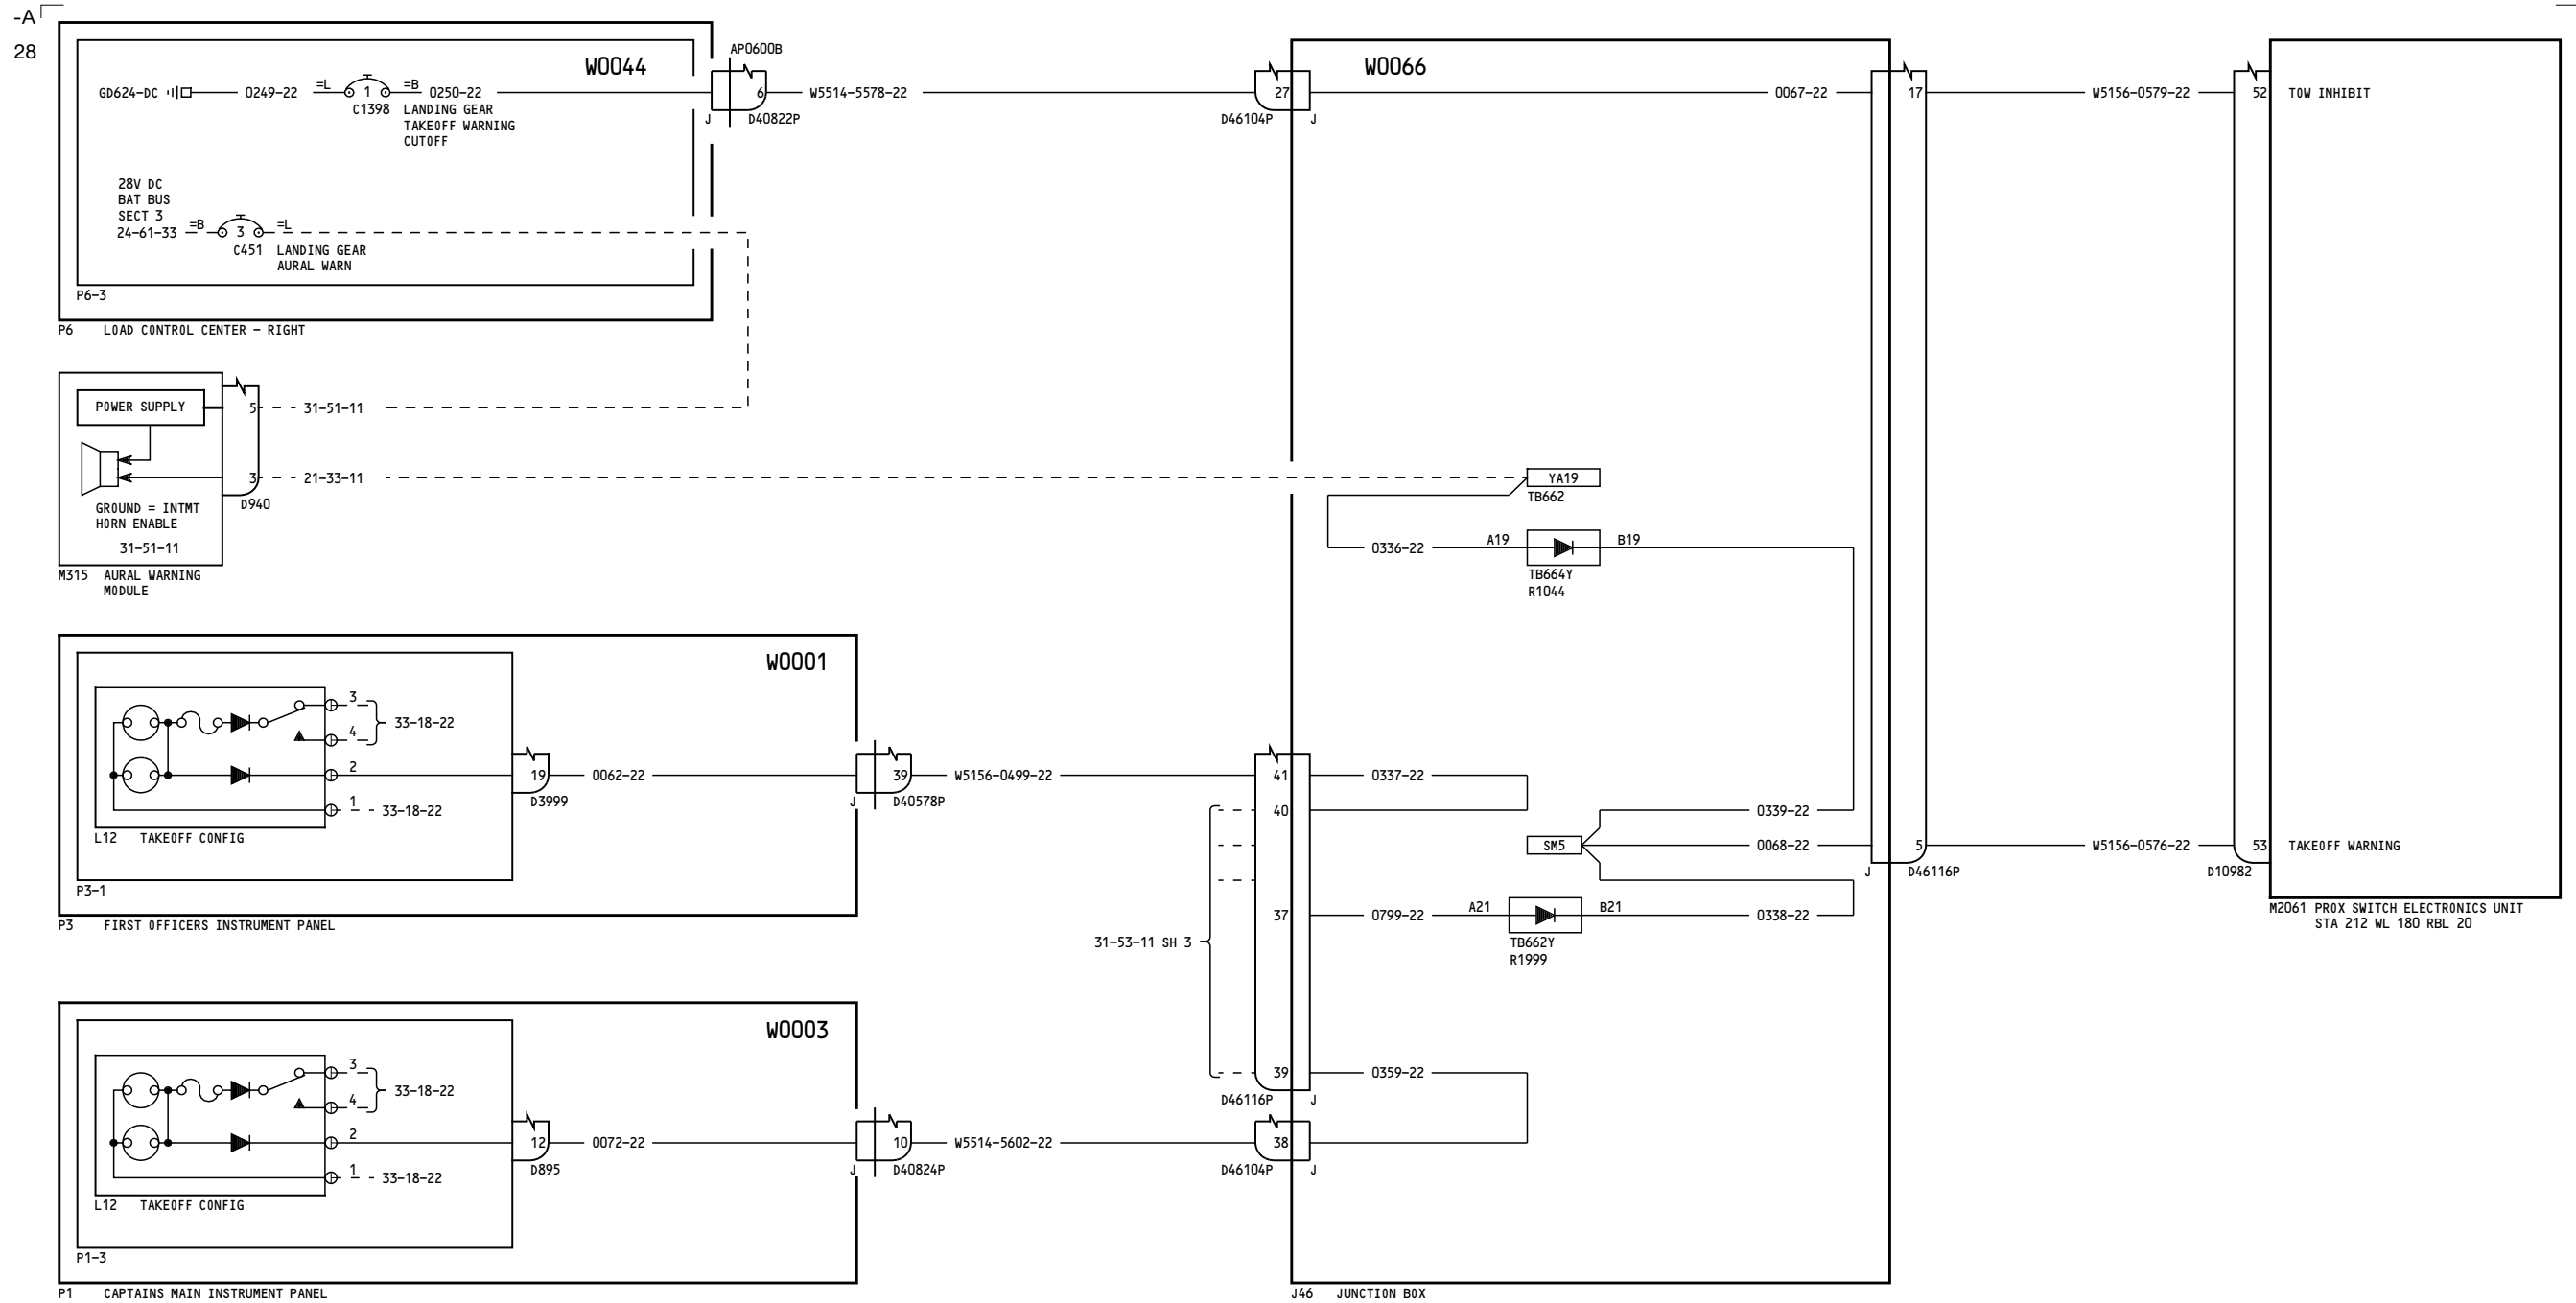 -A
28
W0044
GD624-DC
0249-22
=L
1
=B
0250-22
C1398
LANDING GEAR
TAKEOFF WARNING
CUTOFF
28V DC
BAT BUS
SECT 3
24-61-33
=B
3
=L
C451
LANDING GEAR
AURAL WARN
P6-3
P6 LOAD CONTROL CENTER - RIGHT
AP0600B
6
J
D40822P
W5514-5578-22
27
D46104P
J
W0066
0067-22
17
W5156-0579-22
52
TOW INHIBIT
POWER SUPPLY
5
31-51-11
3
21-33-11
D940
GROUND = INTMT
HORN ENABLE
31-51-11
M315 AURAL WARNING
MODULE
YA19
TB662
0336-22
A19
B19
TB664Y
R1044
W0001
3
4
33-18-22
2
1
33-18-22
L12 TAKEOFF CONFIG
P3-1
P3 FIRST OFFICERS INSTRUMENT PANEL
19
D3999
0062-22
39
J
D40578P
W5156-0499-22
41
0337-22
40
0339-22
SM5
0068-22
5
J
D46116P
W5156-0576-22
53
TAKEOFF WARNING
D10982
M2061 PROX SWITCH ELECTRONICS UNIT
STA 212 WL 180 RBL 20
37
0799-22
A21
B21
0338-22
TB662Y
R1999
31-53-11 SH 3
39
0359-22
D46116P
J
W0003
3
4
33-18-22
2
1
33-18-22
L12 TAKEOFF CONFIG
P1-3
P1 CAPTAINS MAIN INSTRUMENT PANEL
12
D895
0072-22
10
J
D40824P
W5514-5602-22
38
D46104P
J
J46 JUNCTION BOX